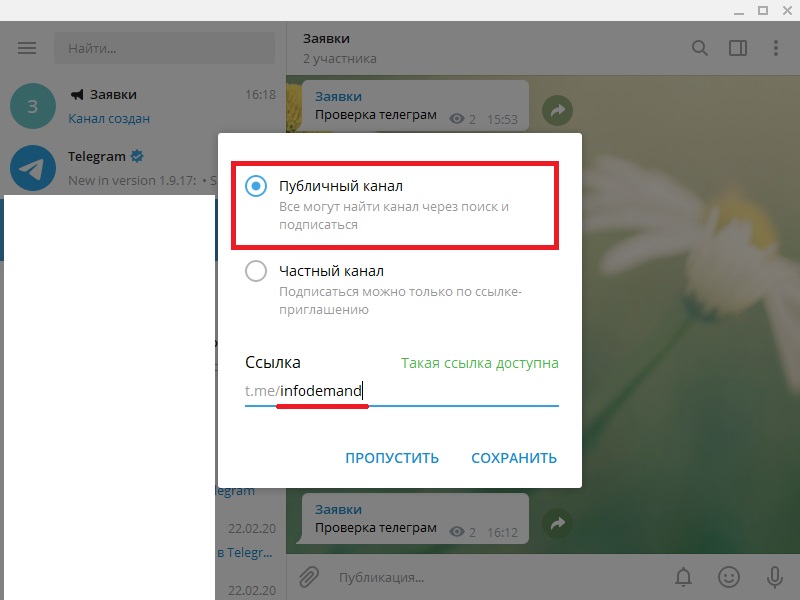 Найти...
Заявки
2 участника
З
Заявки
16:18
Канал создан
Telegram
New in version 1.9.17: • S
Заявки
Проверка телеграм
2 15:53
Публичный канал
Все могут найти канал через поиск и
подписаться
Частный канал
Подписаться можно только по ссылке-
приглашению
Ссылка
Такая ссылка доступна
t.me/infodemand
ПРОПУСТИТЬ
СОХРАНИТЬ
legram
22.02.20
в Telegr...
22.02.20
Заявки
Проверка телеграм
2 16:12
Публикация...